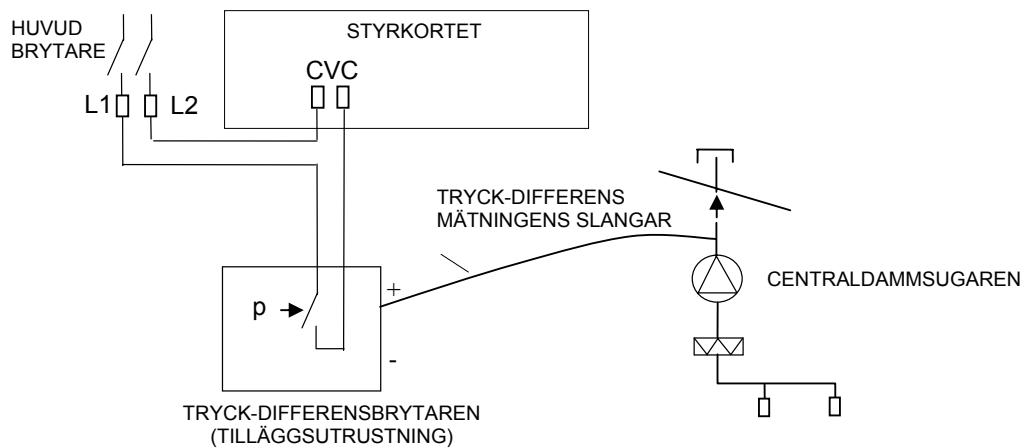 HUVUD
BRYTARE
STYRKORTET
CVC
L1
L2
TRYCK-DIFFERENS
MÄTNINGENS SLANGAR
CENTRALDAMMSUGAREN
+
p
-
TRYCK-DIFFERENSBRYTAREN
(TILLÄGGSUTRUSTNING)